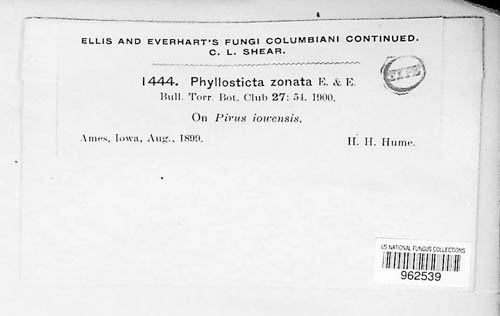 ELLIS AND EVERHART'S FUNGI COLUMBIANI CONTINUED.
C. L. SHEAR.
1444. Phyllosticta zonata E. & E.
TYPE
Bull. Torr. Bot. Club 27: 54. 1900.
On Pirus iowensis.
Ames, Iowa, Aug., 1899. H. H. Hume.
US NATIONAL FUNGUS COLLECTIONS
962539